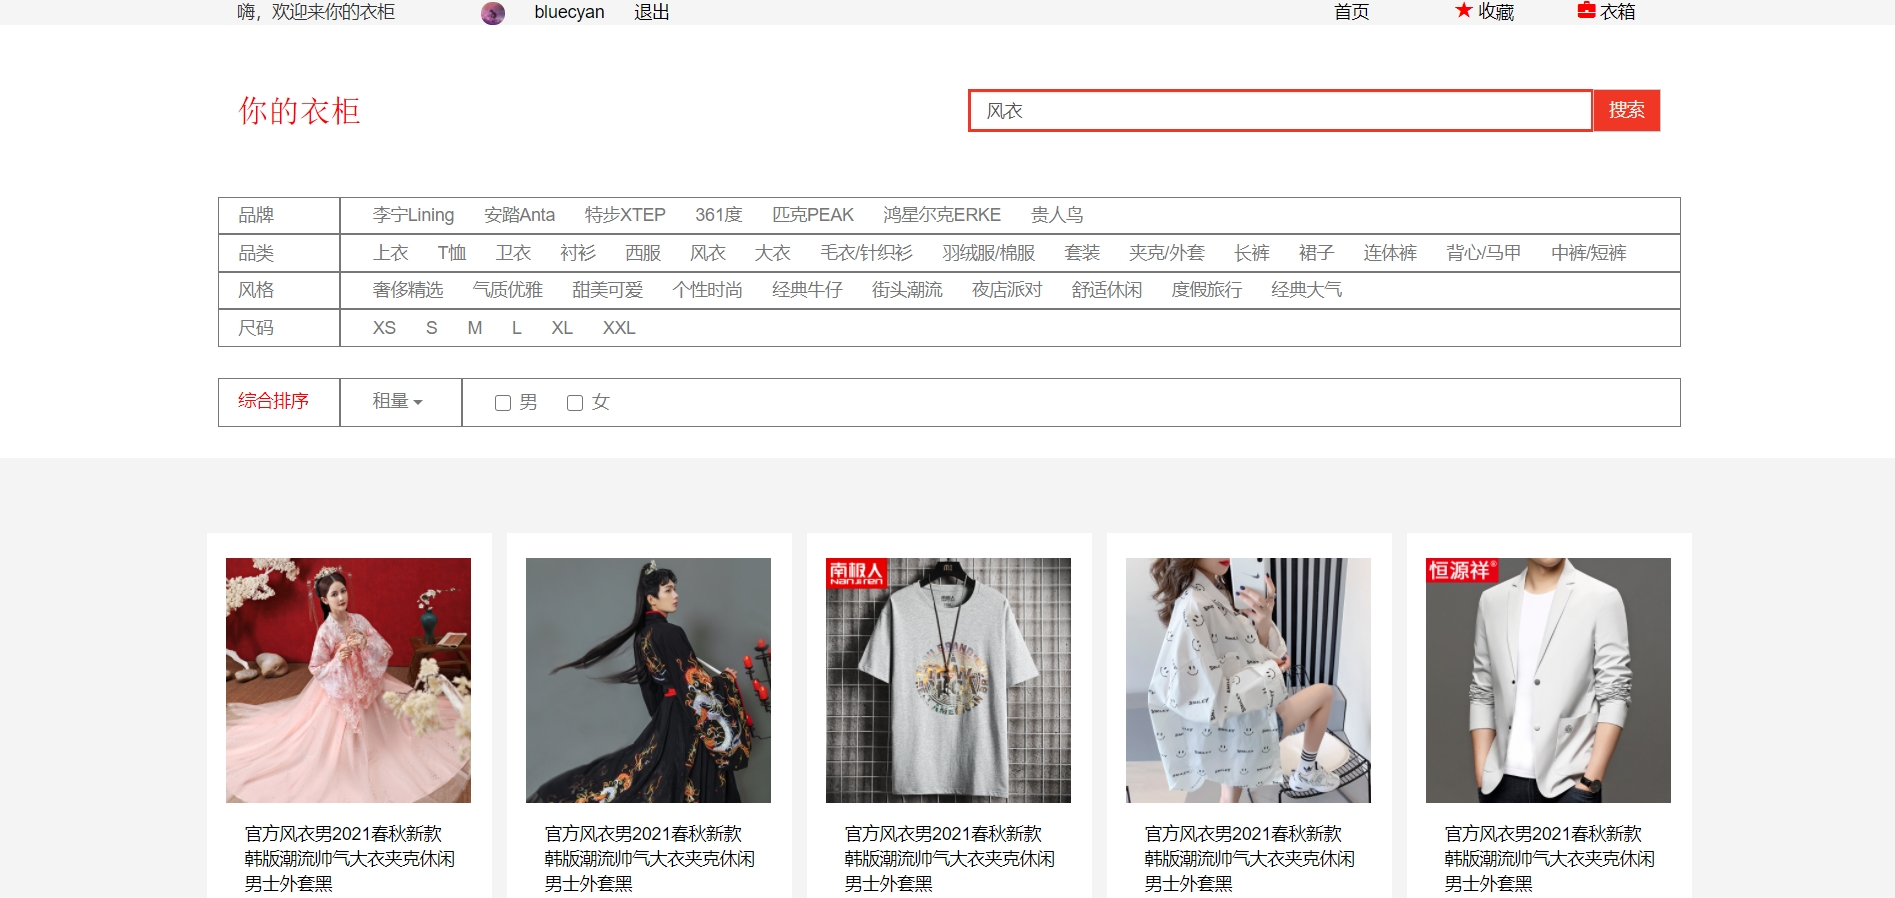 嗨，欢迎来你的衣柜 bluecyan 退出 首页 收藏 衣箱
你的衣柜 风衣 搜索
品牌 李宁Lining 安踏Anta 特步XTEP 361度 匹克PEAK 鸿星尔克ERKE 贵人鸟
品类 上衣 T恤 卫衣 衬衫 西服 风衣 大衣 毛衣/针织衫 羽绒服/棉服 套装 夹克/外套 长裤 裙子 连体裤 背心/马甲 中裤/短裤
风格 奢侈精选 气质优雅 甜美可爱 个性时尚 经典牛仔 街头潮流 夜店派对 舒适休闲 度假旅行 经典大气
尺码 XS S M L XL XXL
综合排序 租量 男 女
南极人
Nanjiren
恒源祥®
官方风衣男2021春秋新款
韩版潮流帅气大衣夹克休闲
男士外套黑
官方风衣男2021春秋新款
韩版潮流帅气大衣夹克休闲
男士外套黑
官方风衣男2021春秋新款
韩版潮流帅气大衣夹克休闲
男士外套黑
官方风衣男2021春秋新款
韩版潮流帅气大衣夹克休闲
男士外套黑
官方风衣男2021春秋新款
韩版潮流帅气大衣夹克休闲
男士外套黑